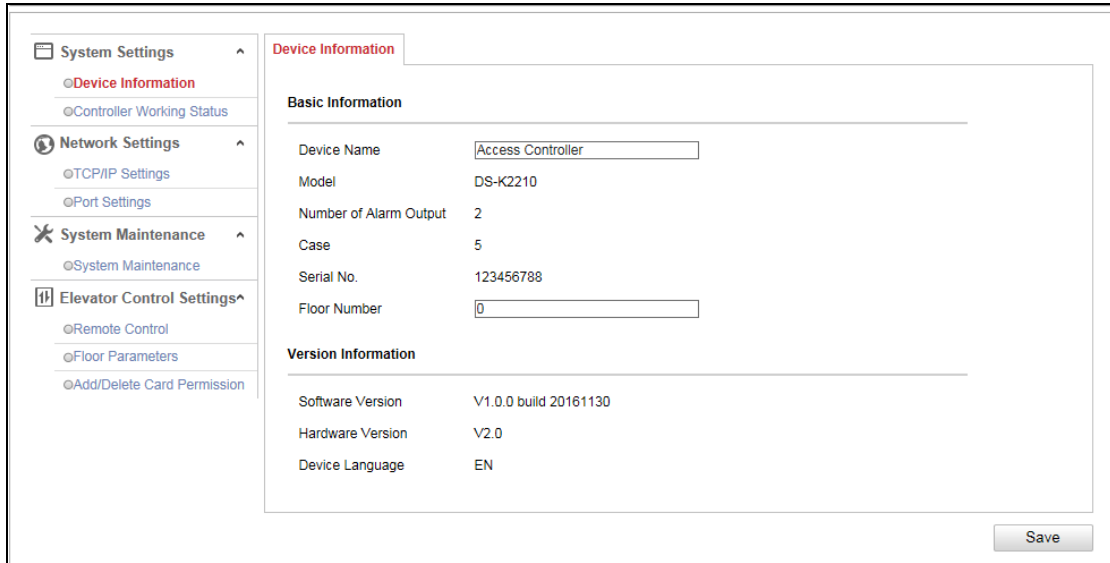 System Settings
Device Information
Controller Working Status
Network Settings
TCP/IP Settings
Port Settings
System Maintenance
System Maintenance
Elevator Control Settings
Remote Control
Floor Parameters
Add/Delete Card Permission
Device Information
Basic Information
Device Name Access Controller
Model DS-K2210
Number of Alarm Output 2
Case 5
Serial No. 123456788
Floor Number 0
Version Information
Software Version V1.0.0 build 20161130
Hardware Version V2.0
Device Language EN
Save